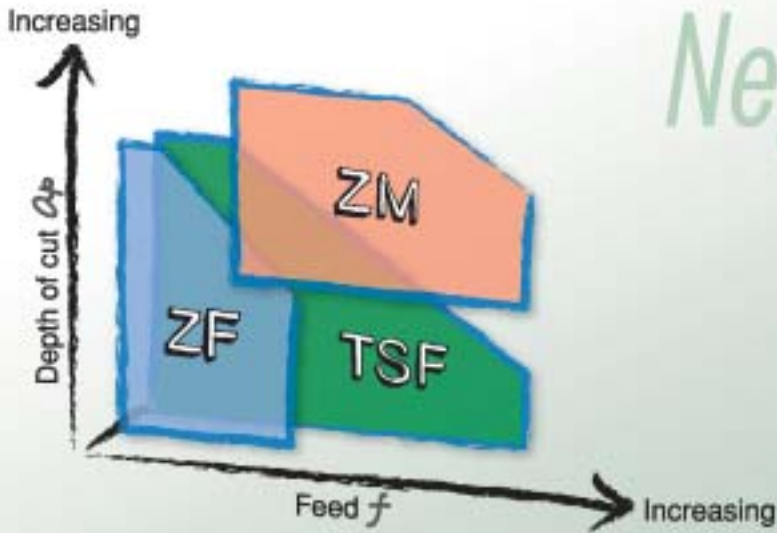 Increasing
Ne
Depth of cut ap
ZM
ZF
TSF
Feed f
Increasing